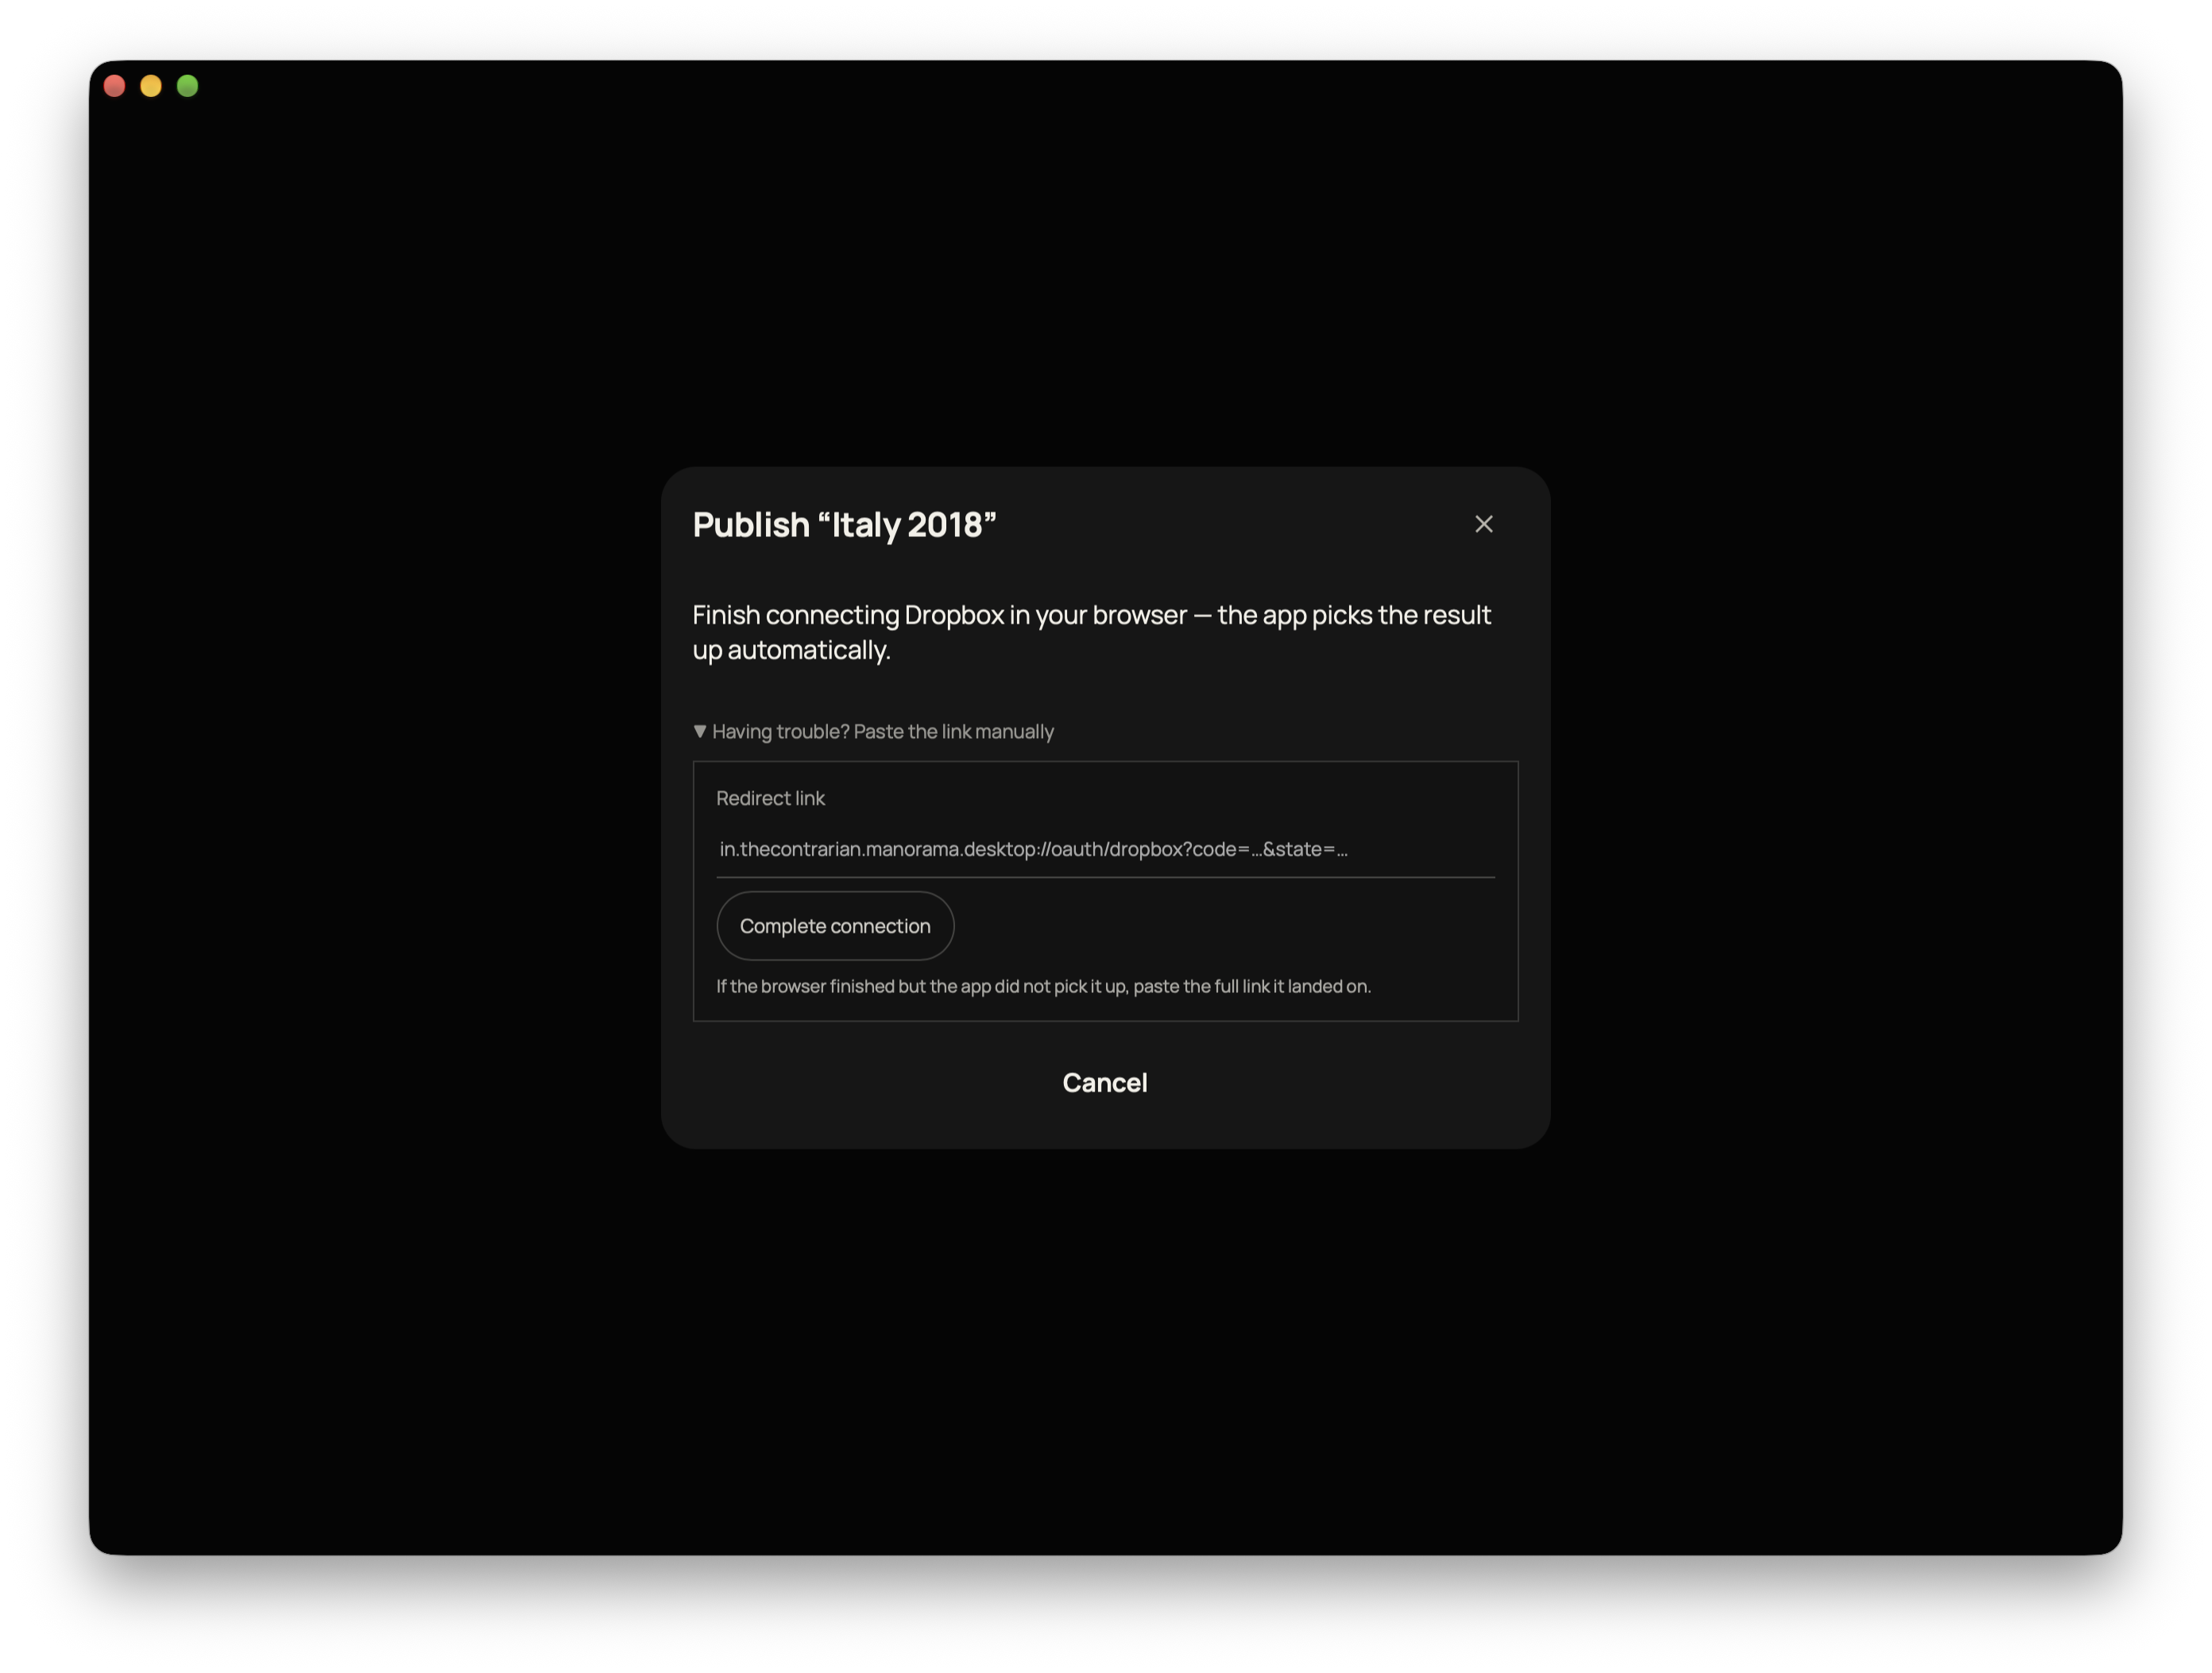 Publish “Italy 2018”
Finish connecting Dropbox in your browser — the app picks the result
up automatically.
Having trouble? Paste the link manually
Redirect link
in.thecontrarian.manorama.desktop://oauth/dropbox?code=…&state=…
Complete connection
If the browser finished but the app did not pick it up, paste the full link it landed on.
Cancel